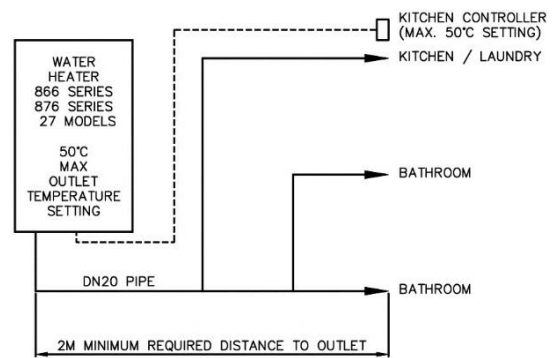 KITCHEN CONTROLLER
(MAX. 50°C SETTING)
KITCHEN / LAUNDRY
WATER
HEATER
866 SERIES
876 SERIES
27 MODELS
50°C
MAX
OUTLET
TEMPERATURE
SETTING
BATHROOM
DN20 PIPE
BATHROOM
2M MINIMUM REQUIRED DISTANCE TO OUTLET